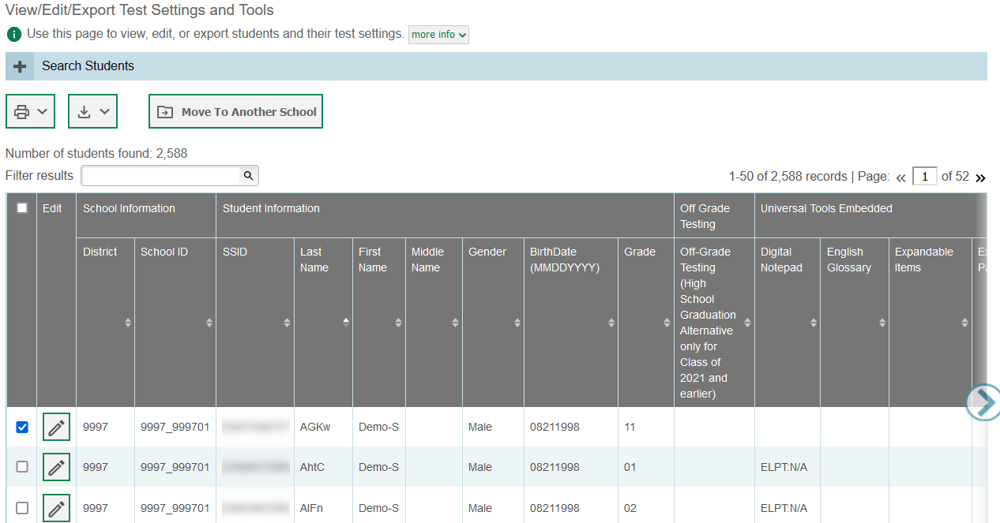 View/Edit/Export Test Settings and Tools
Use this page to view, edit, or export students and their test settings. more info
Search Students
Move To Another School
Number of students found: 2,588
Filter results
1-50 of 2,588 records | Page: 1 of 52
Edit School Information Student Information Off Grade Universal Tools Embedded
Testing
District School ID SSID Last First Middle Gender BirthDate Grade Off-Grade Digital English Expandable
Name Name Name (MMDDYYYY) Testing Notepad Glossary Items
(High
School
Graduation
Alternative
only for
Class of
2021 and
earlier)
9997 9997_999701 AGKw Demo-S Male 08211998 11
9997 9997_999701 AhtC Demo-S Male 08211998 01 ELPT:N/A
9997 9997_999701 Demo-S Male 08211998 02 ELPT:N/A